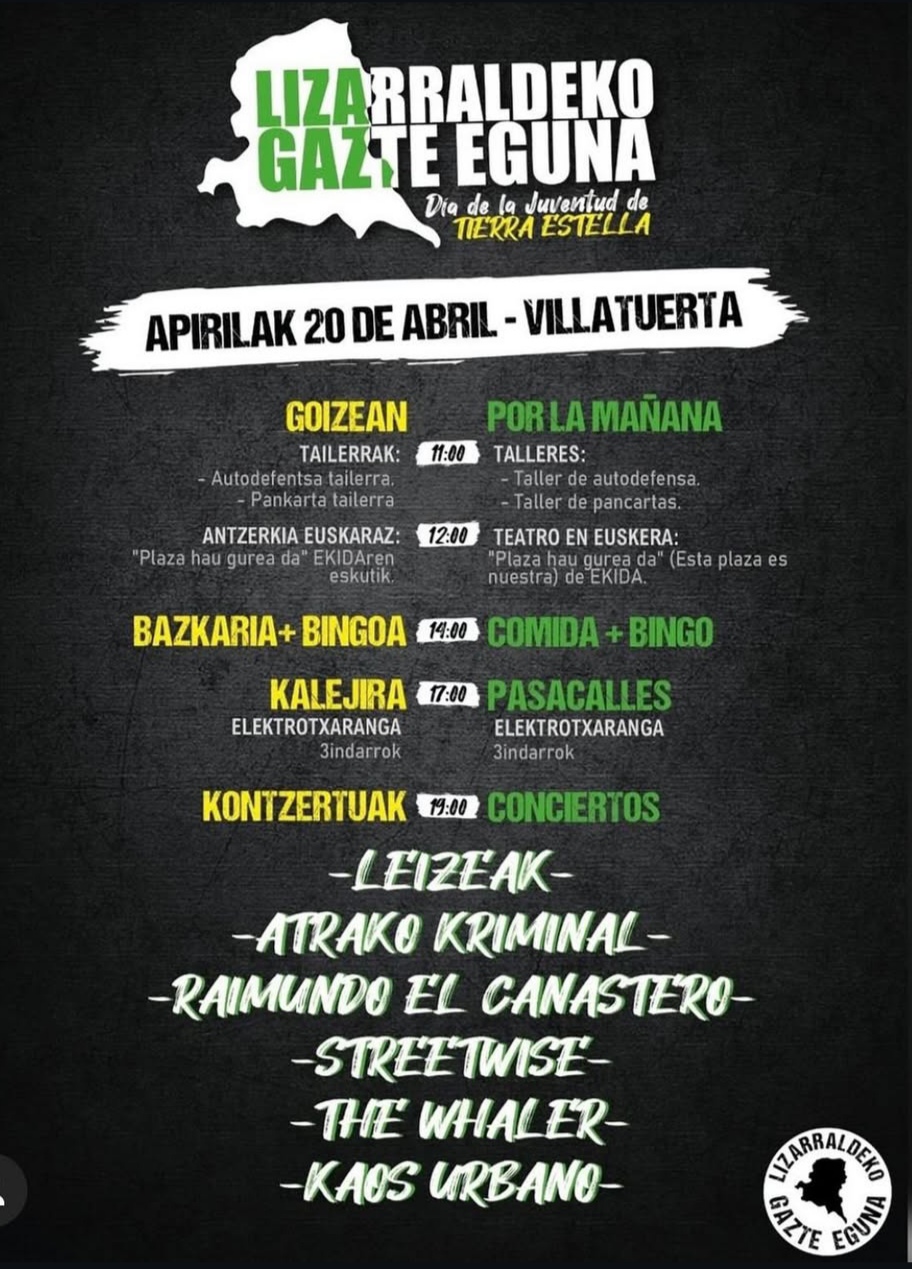 LIZARRALDEKO
GAZTE EGUNA
Día de la Juventud de
TIERRA ESTELLA
APIRILAK 20 DE ABRIL - VILLATUERTA
GOIZEAN POR LA MAÑANA
TAILERRAK: 11:00 TALLERES:
- Autodefentsa tailerra. - Taller de autodefensa.
- Pankarta tailerra - Taller de pancartas.
ANTZERKIA EUSKARAZ: 12:00 TEATRO EN EUSKERA:
"Plaza hau gurea da" EKIDAren "Plaza hau gurea da" (Esta plaza es
eskutik. nuestra) de EKIDA.
BAZKARIA+ BINGOA 14:00 COMIDA + BINGO
KALEJIRA 17:00 PASACALLES
ELEKTROTXARANGA ELEKTROTXARANGA
3indarrok 3indarrok
KONTZERTUAK 19:00 CONCIERTOS
-LEIZEAK-
-ATRAKO KRIMINAL-
-RAIMUNDO EL CANASTERO-
-STREETWISE-
-THE WHALER-
-KAOS URBANO-
LIZARRALDEKO
GAZTE EGUNA